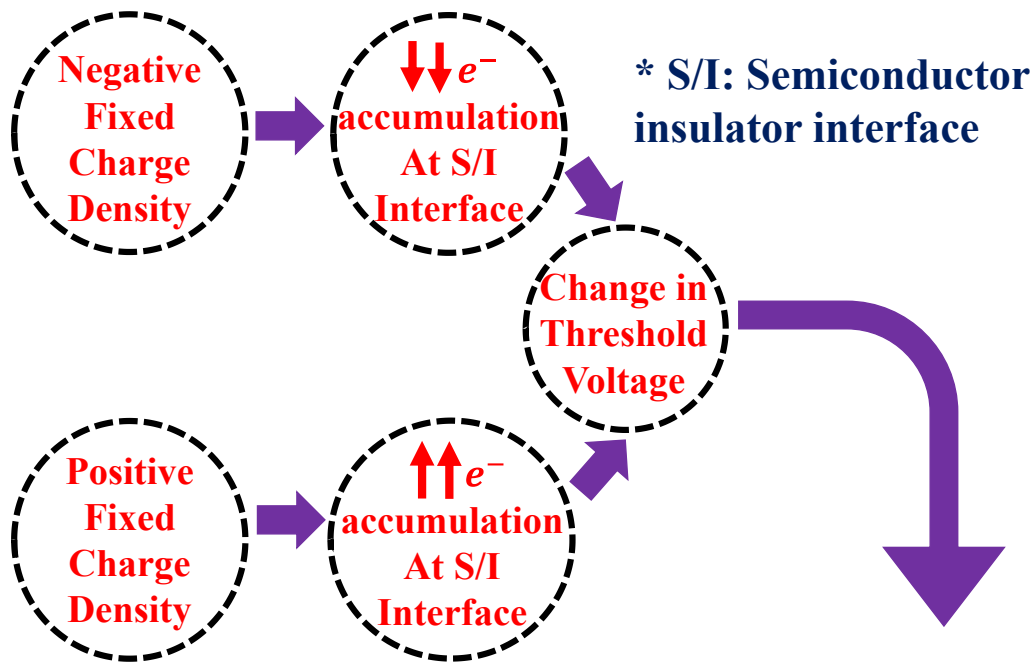 Negative
Fixed
Charge
Density
↓↓ e⁻
accumulation
At S/I
Interface
* S/I: Semiconductor
insulator interface
Change in
Threshold
Voltage
Positive
Fixed
Charge
Density
↑↑ e⁻
accumulation
At S/I
Interface